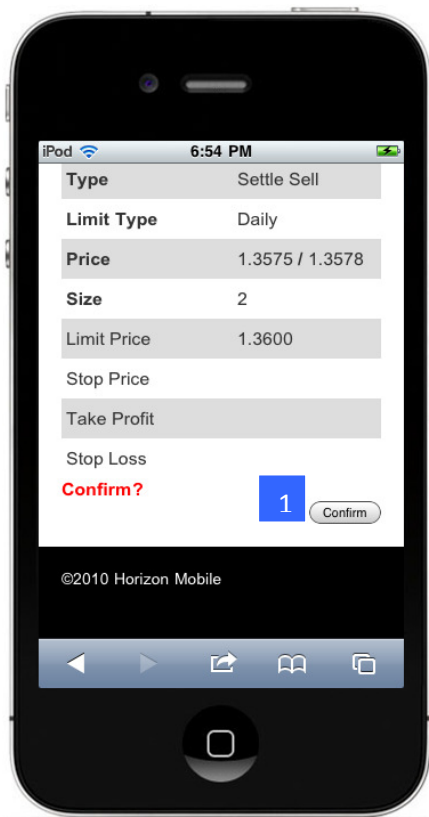 iPod 6:54 PM
Type Settle Sell
Limit Type Daily
Price 1.3575 / 1.3578
Size 2
Limit Price 1.3600
Stop Price
Take Profit
Stop Loss
Confirm?
1 Confirm
©2010 Horizon Mobile